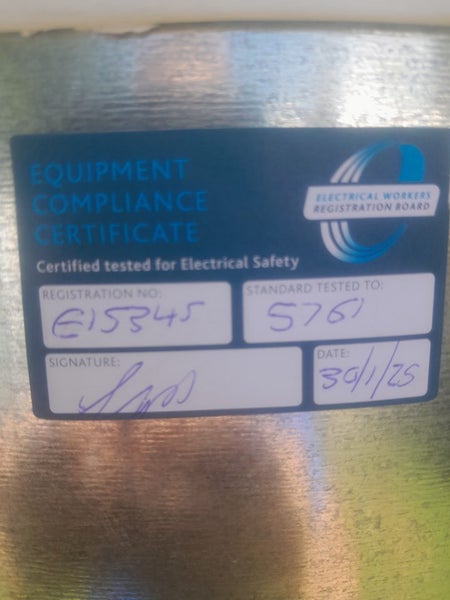 EQUIPMENT
COMPLIANCE
CERTIFICATE
ELECTRICAL WORKERS
REGISTRATION BOARD
Certified tested for Electrical Safety
REGISTRATION NO:
E15345
STANDARD TESTED TO:
5761
SIGNATURE:
DATE:
30/1/25